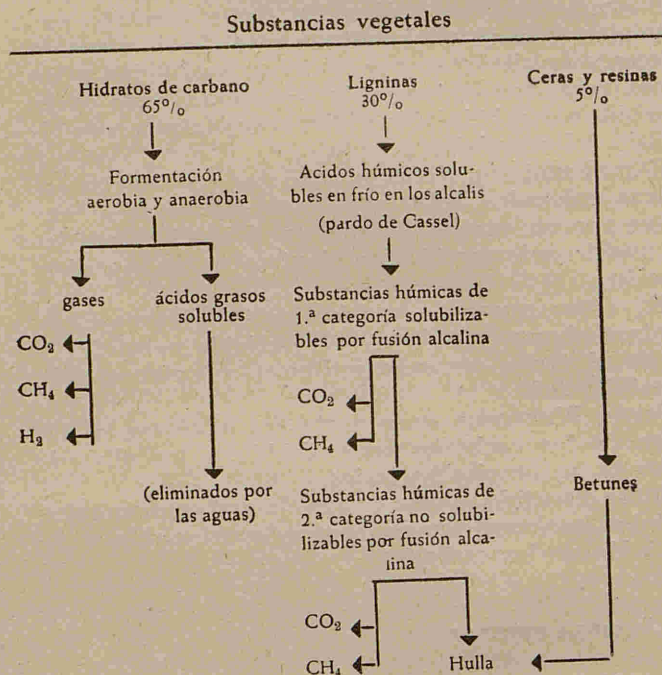 Substancias vegetales
Hidratos de carbano
65º/o
Formentación
aerobia y anaerobia
gases
CO₂
CH₄
H₂
ácidos grasos
solubles
(eliminados por
las aguas)
Ligninas
30º/o
Acidos húmicos solu-
bles en frío en los alcalis
(pardo de Cassel)
Substancias húmicas de
1.ª categoría solubiliza-
bles por fusión alcalina
CO₂
CH₄
Substancias húmicas de
2.ª categoría no solubi-
lizables por fusión alca-
lina
CO₂
CH₄
Hulla
Ceras y resinas
5º/o
Betunes